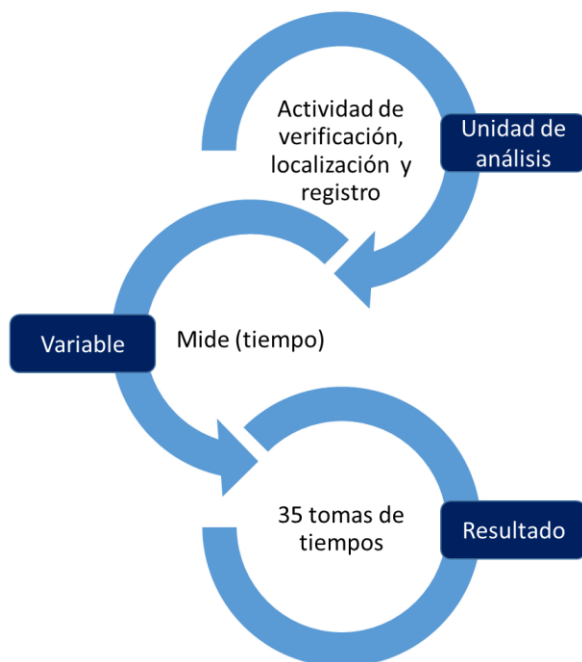 Actividad de
verificación,
localización y
registro
Unidad de
análisis
Variable
Mide (tiempo)
35 tomas de
tiempos
Resultado